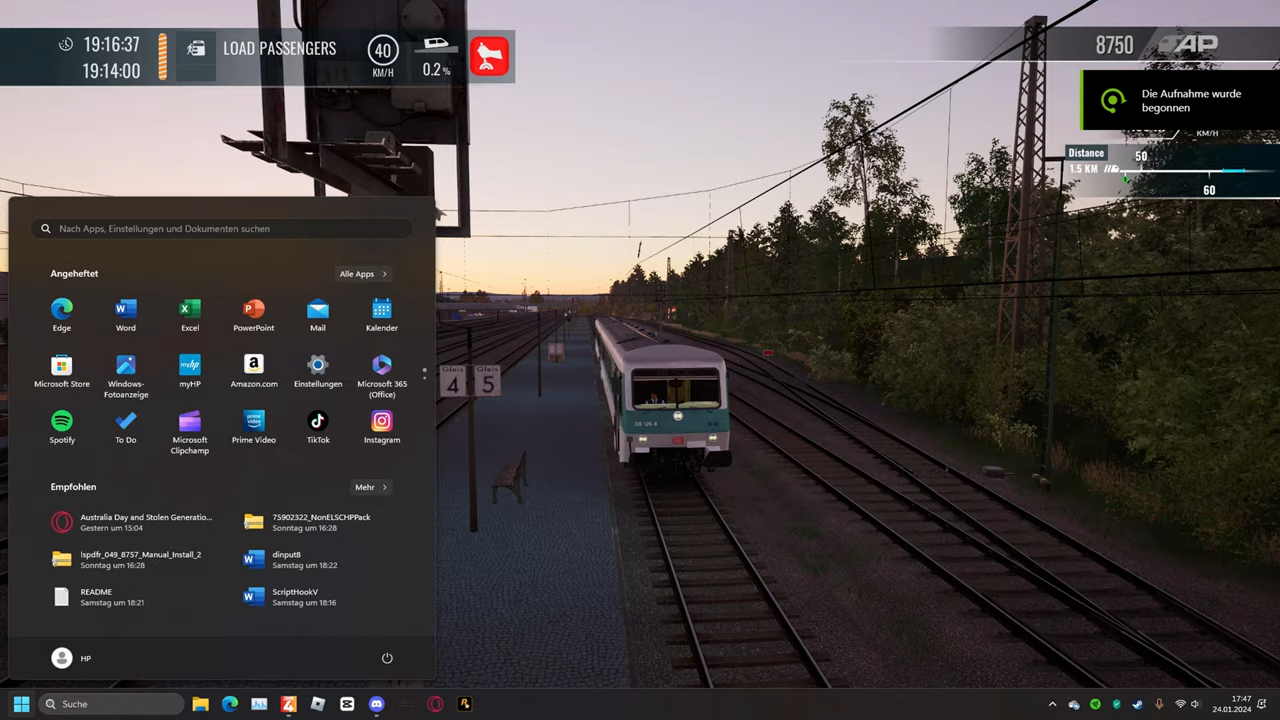 19:16:37
19:14:00
LOAD PASSENGERS
40
KM/H
0.2 %
8750
AP
Die Aufnahme wurde
begonnen
KM/H
Distance
1.5 KM
50
60
Nach Apps, Einstellungen und Dokumenten suchen
Angeheftet
Alle Apps
Edge
Word
Excel
PowerPoint
Mail
Kalender
Microsoft Store
Windows-
Fotoanzeige
myHP
Amazon.com
Einstellungen
Microsoft 365
(Office)
Spotify
To Do
Microsoft
Clipchamp
Prime Video
TikTok
Instagram
Empfohlen
Mehr
Australia Day and Stolen Generatio...
Gestern um 15:04
75902322_NonELSCHPPack
Sonntag um 16:28
lspdfr_049_8757_Manual_Install_2
Sonntag um 16:28
dinput8
Samstag um 18:22
README
Samstag um 18:21
ScriptHookV
Samstag um 18:16
HP
Gleis
4
Gleis
5
Suche
17:47
24.01.2024